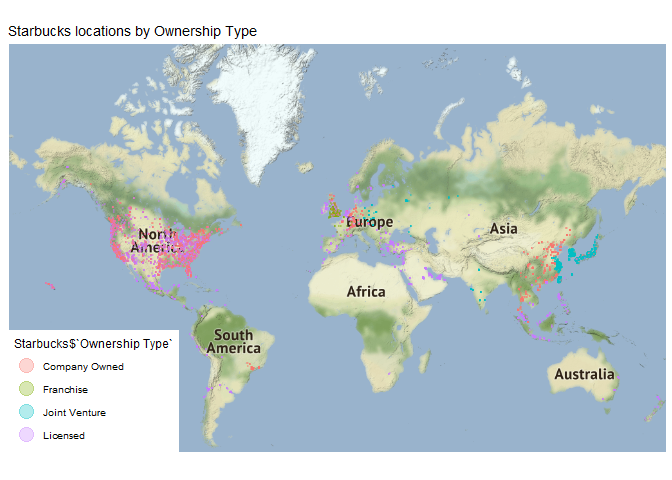 Starbucks locations by Ownership Type
North
America
Europe
Asia
Africa
South
America
Australia
Starbucks$`Ownership Type`
Company Owned
Franchise
Joint Venture
Licensed